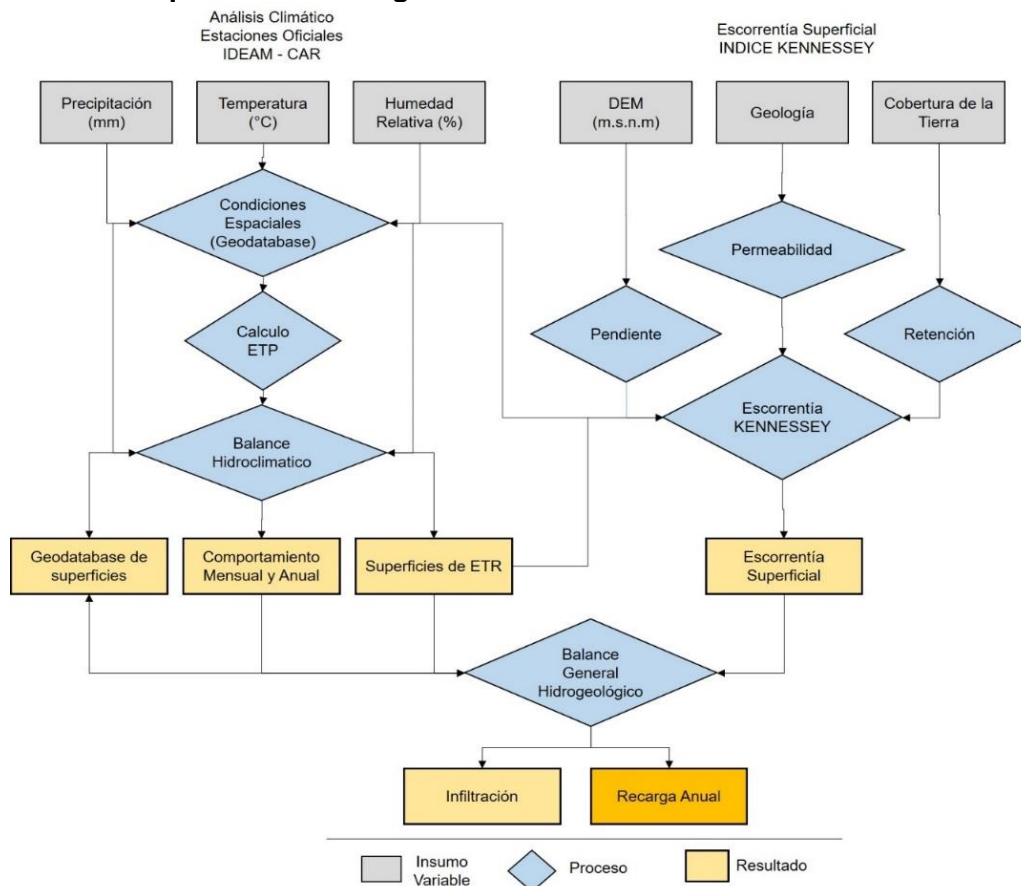 Análisis Climático
Estaciones Oficiales
IDEAM - CAR
Escorrentía Superficial
INDICE KENNESSEY
Precipitación
(mm)
Temperatura
(°C)
Humedad
Relativa (%)
DEM
(m.s.n.m)
Geología
Cobertura de la
Tierra
Condiciones
Espaciales
(Geodatabase)
Permeabilidad
Calculo
ETP
Pendiente
Retención
Escorrentía
KENNESSEY
Balance
Hidroclimatico
Geodatabase de
superficies
Comportamiento
Mensual y Anual
Superficies de ETR
Escorrentía
Superficial
Balance
General
Hidrogeológico
Infiltración
Recarga Anual
Insumo
Variable
Proceso
Resultado